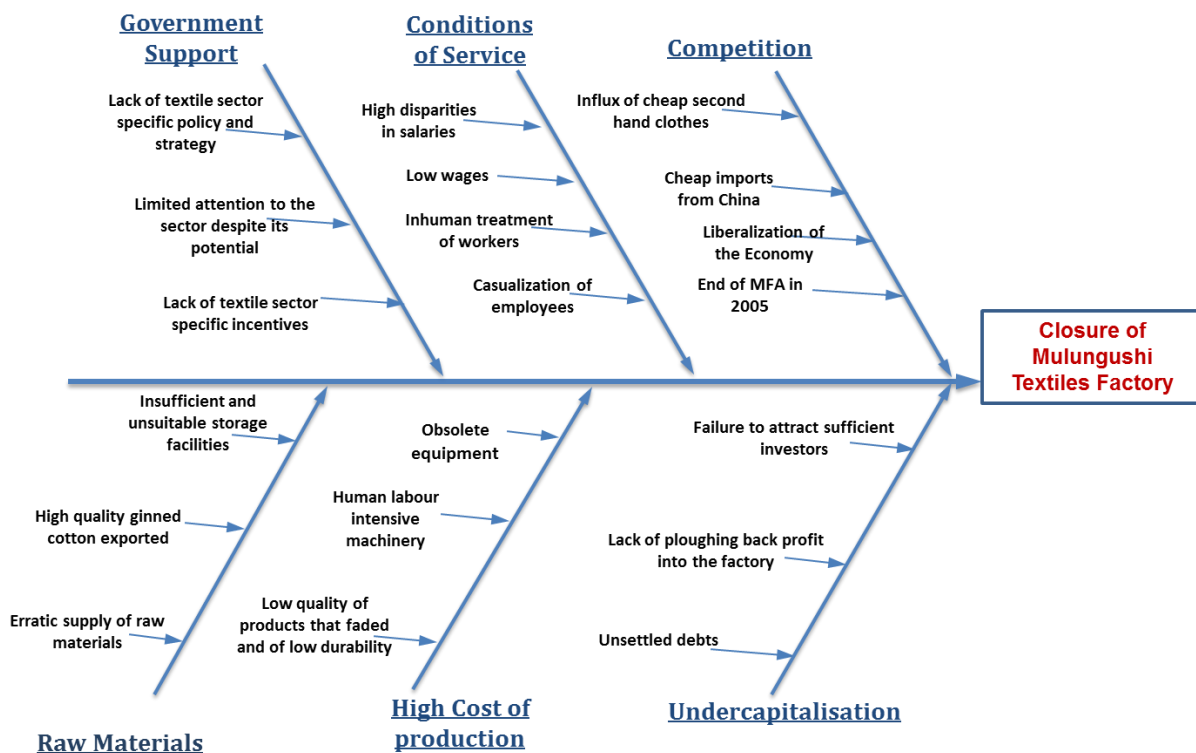 Government
Support
Conditions
of Service
Competition
Lack of textile sector
specific policy and
strategy
Limited attention to the
sector despite its
potential
Lack of textile sector
specific incentives
High disparities
in salaries
Low wages
Inhuman treatment
of workers
Casualization of
employees
Influx of cheap second
hand clothes
Cheap imports
from China
Liberalization of
the Economy
End of MFA in
2005
Closure of
Mulungushi
Textiles Factory
Insufficient and
unsuitable storage
facilities
High quality ginned
cotton exported
Erratic supply of raw
materials
Obsolete
equipment
Human labour
intensive
machinery
Low quality of
products that faded
and of low durability
Failure to attract sufficient
investors
Lack of ploughing back profit
into the factory
Unsettled debts
Raw Materials
High Cost of
production
Undercapitalisation